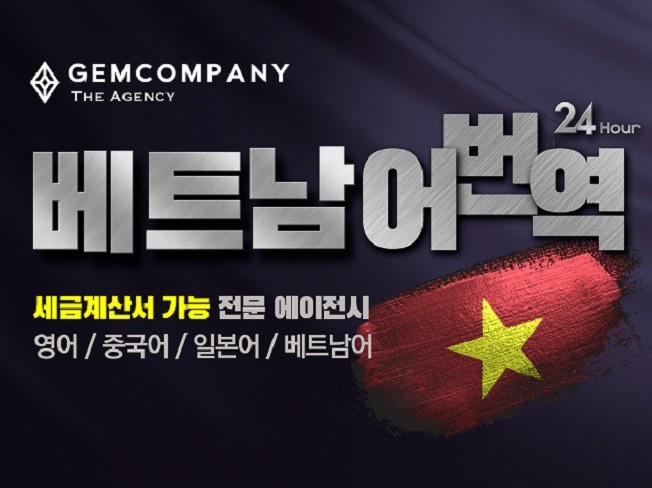 GEMCOMPANY
THE AGENCY
24 Hour
베트남어번역
세금계산서 가능 전문 에이전시
영어 / 중국어 / 일본어 / 베트남어